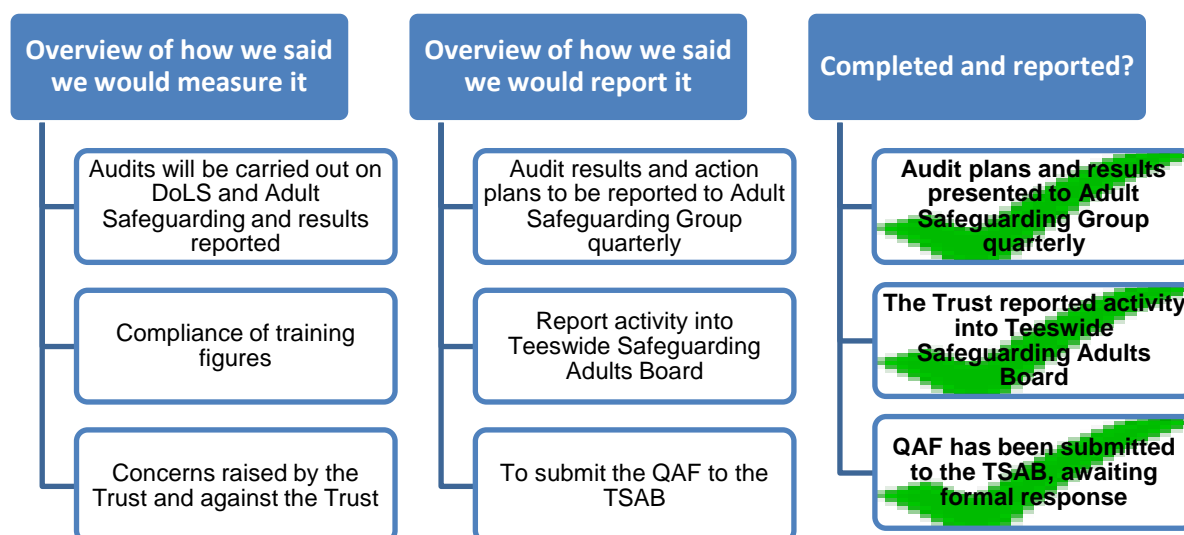 Overview of how we said
we would measure it
Audits will be carried out on
DoLS and Adult
Safeguarding and results
reported
Compliance of training
figures
Concerns raised by the
Trust and against the Trust
Overview of how we said
we would report it
Audit results and action
plans to be reported to Adult
Safeguarding Group
quarterly
Report activity into
Teeswide Safeguarding
Adults Board
To submit the QAF to the
TSAB
Completed and reported?
Audit plans and results
presented to Adult
Safeguarding Group
quarterly
The Trust reported activity
into Teeswide
Safeguarding Adults
Board
QAF has been submitted
to the TSAB, awaiting
formal response